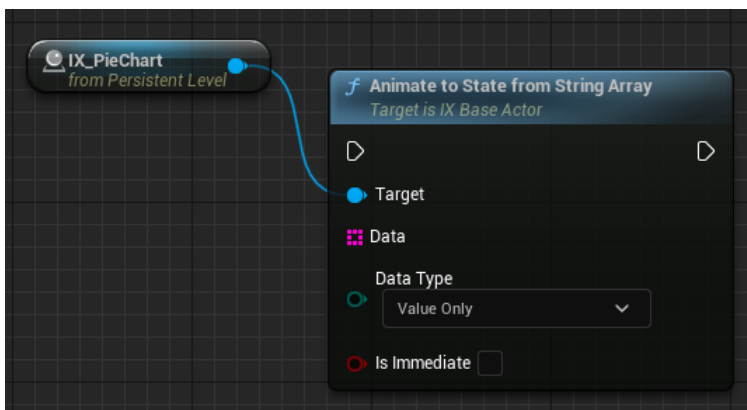 IX_PieChart
from Persistent Level
f Animate to State from String Array
Target is IX Base Actor
Target
Data
Data Type
Value Only
Is Immediate